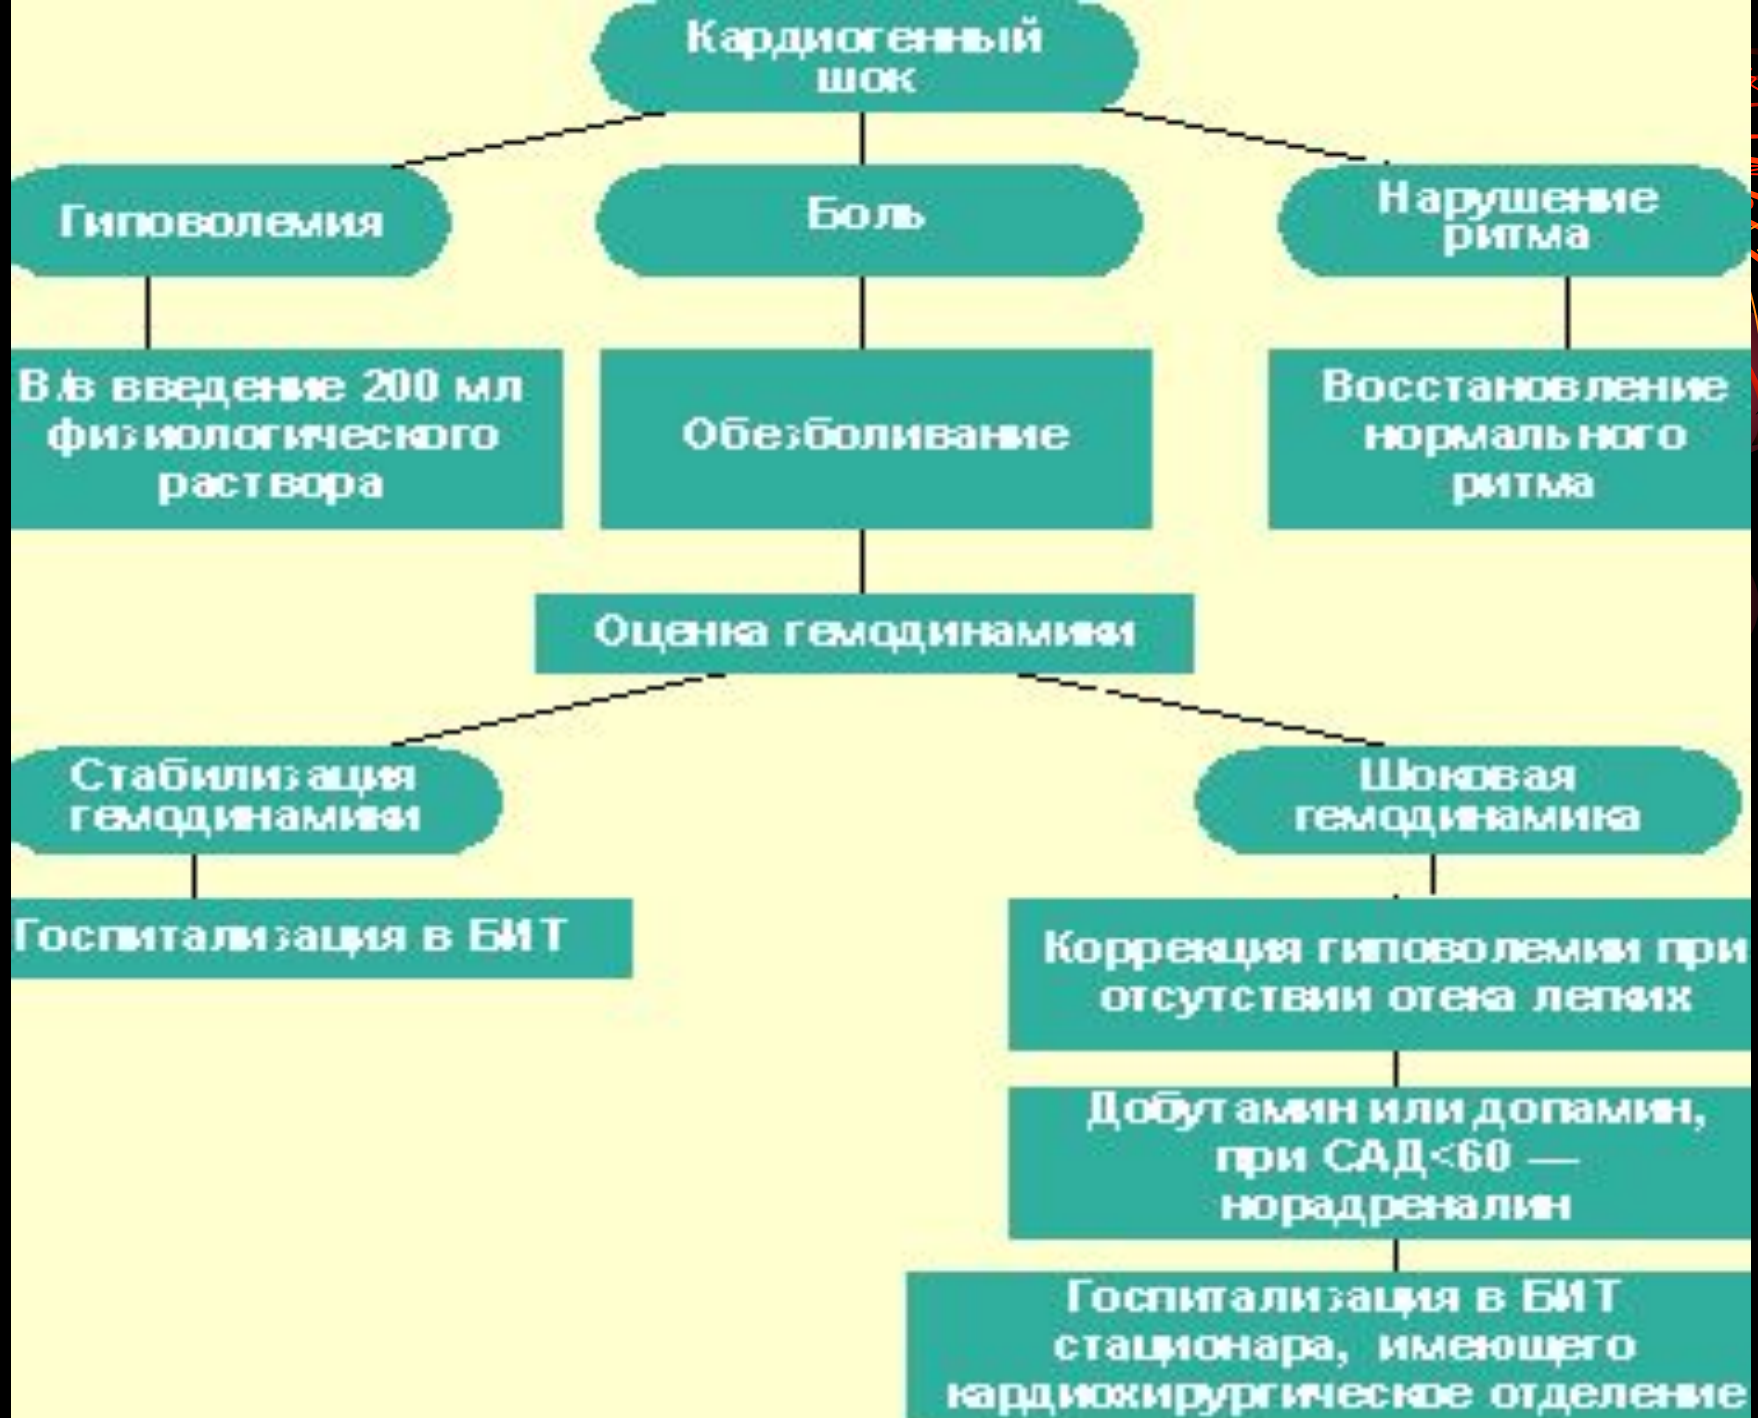 Кардиогенный
шок
Гиповолемия
Боль
Нарушение
ритма
В/в введение 200 мл
физиологического
раствора
Обезболивание
Восстановление
нормального
ритма
Оценка гемодинамики
Стабилизация
гемодинамики
Шоковая
гемодинамика
Госпитализация в БИТ
Коррекция гиповолемии при
отсутствии отека легких
Добутамин или допамин,
при САД<60 —
норадреналин
Госпитализация в БИТ
стационара, имеющего
кардиохирургическое отделение